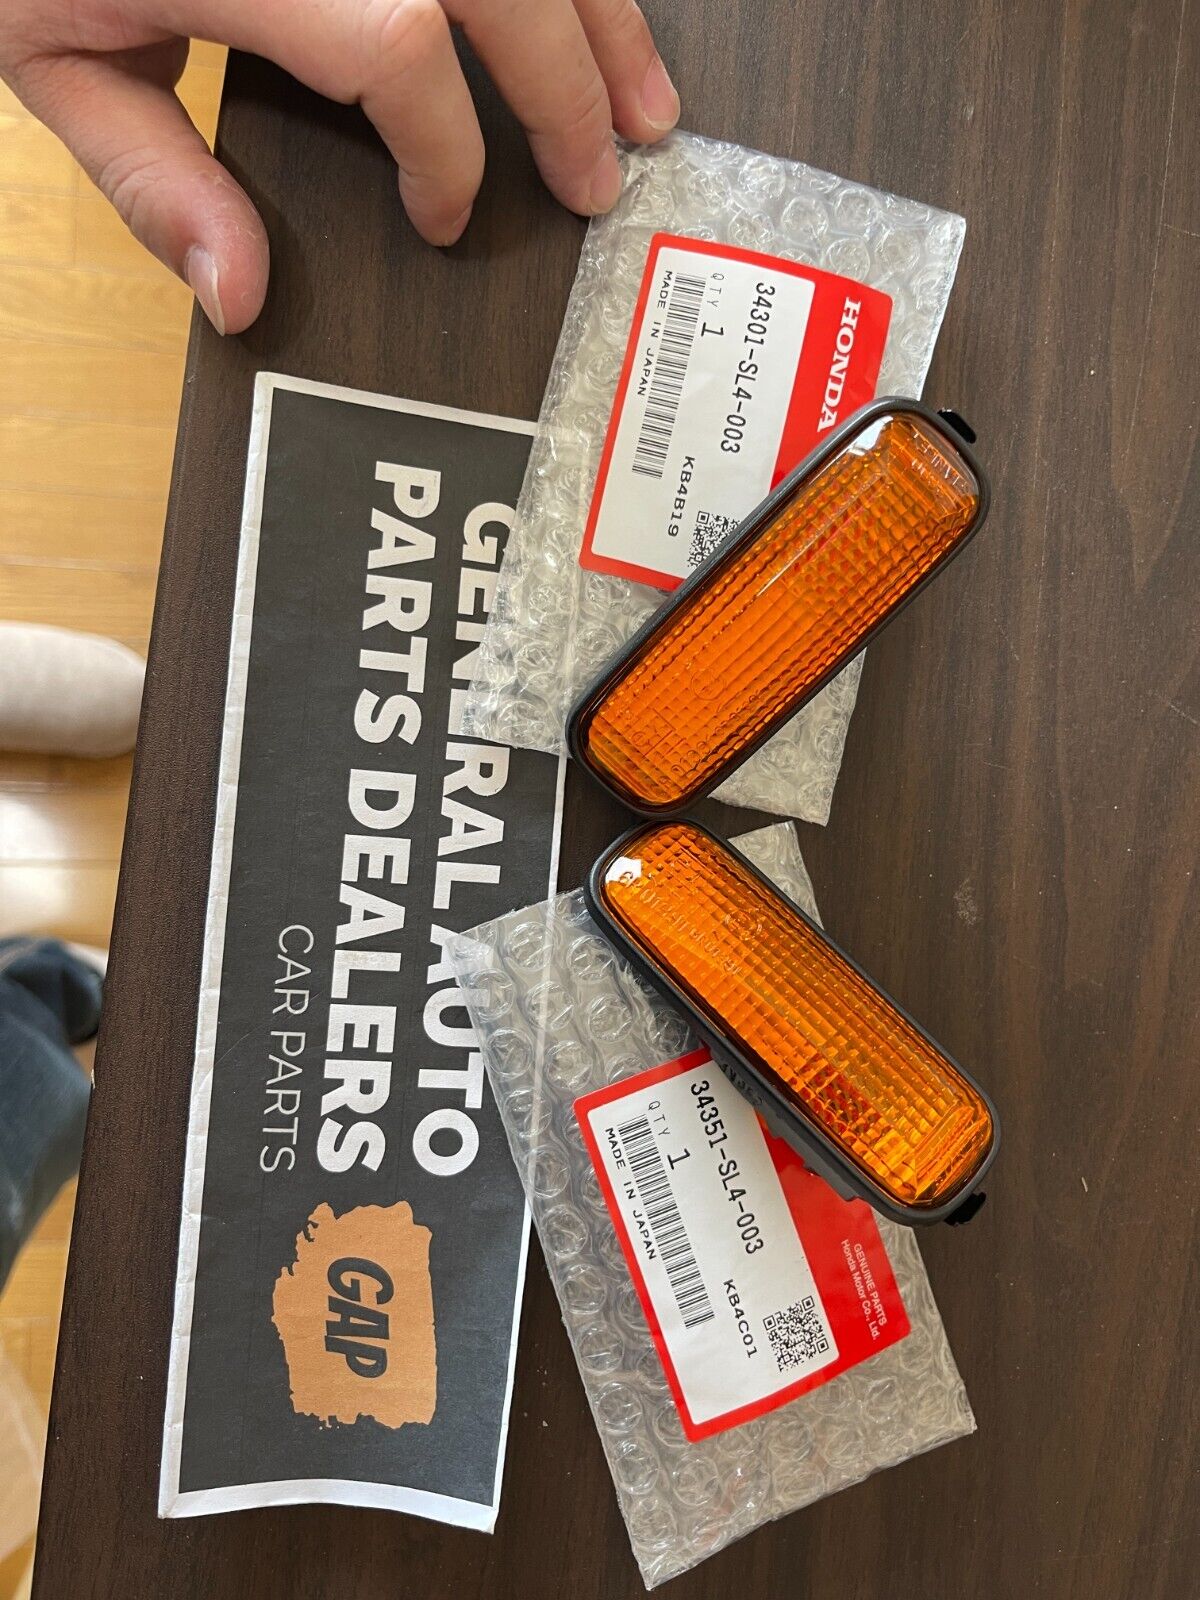 GENERAL AUTO
PARTS DEALERS
CAR PARTS
GAP
HONDA
34301-SL4-003
QTY 1
MADE IN JAPAN
KB4B19
34351-SL4-003
QTY 1
MADE IN JAPAN
KB4C01
GENUINE PARTS
Honda Motor Co., Ltd.